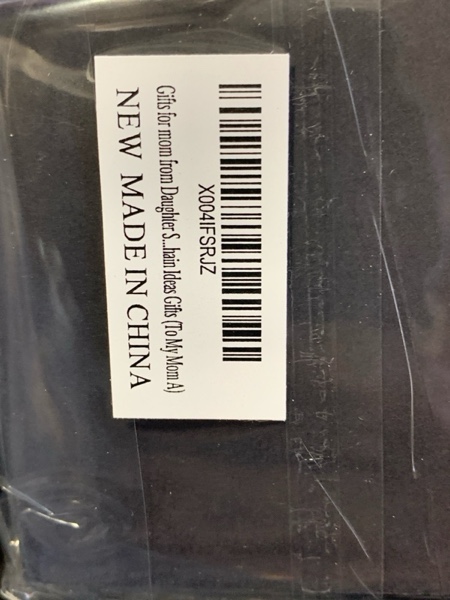 X004IFSRJZ
Gifts for mom from Daughter S...hain Ideas Gifts (To My Mom A)
NEW MADE IN CHINA